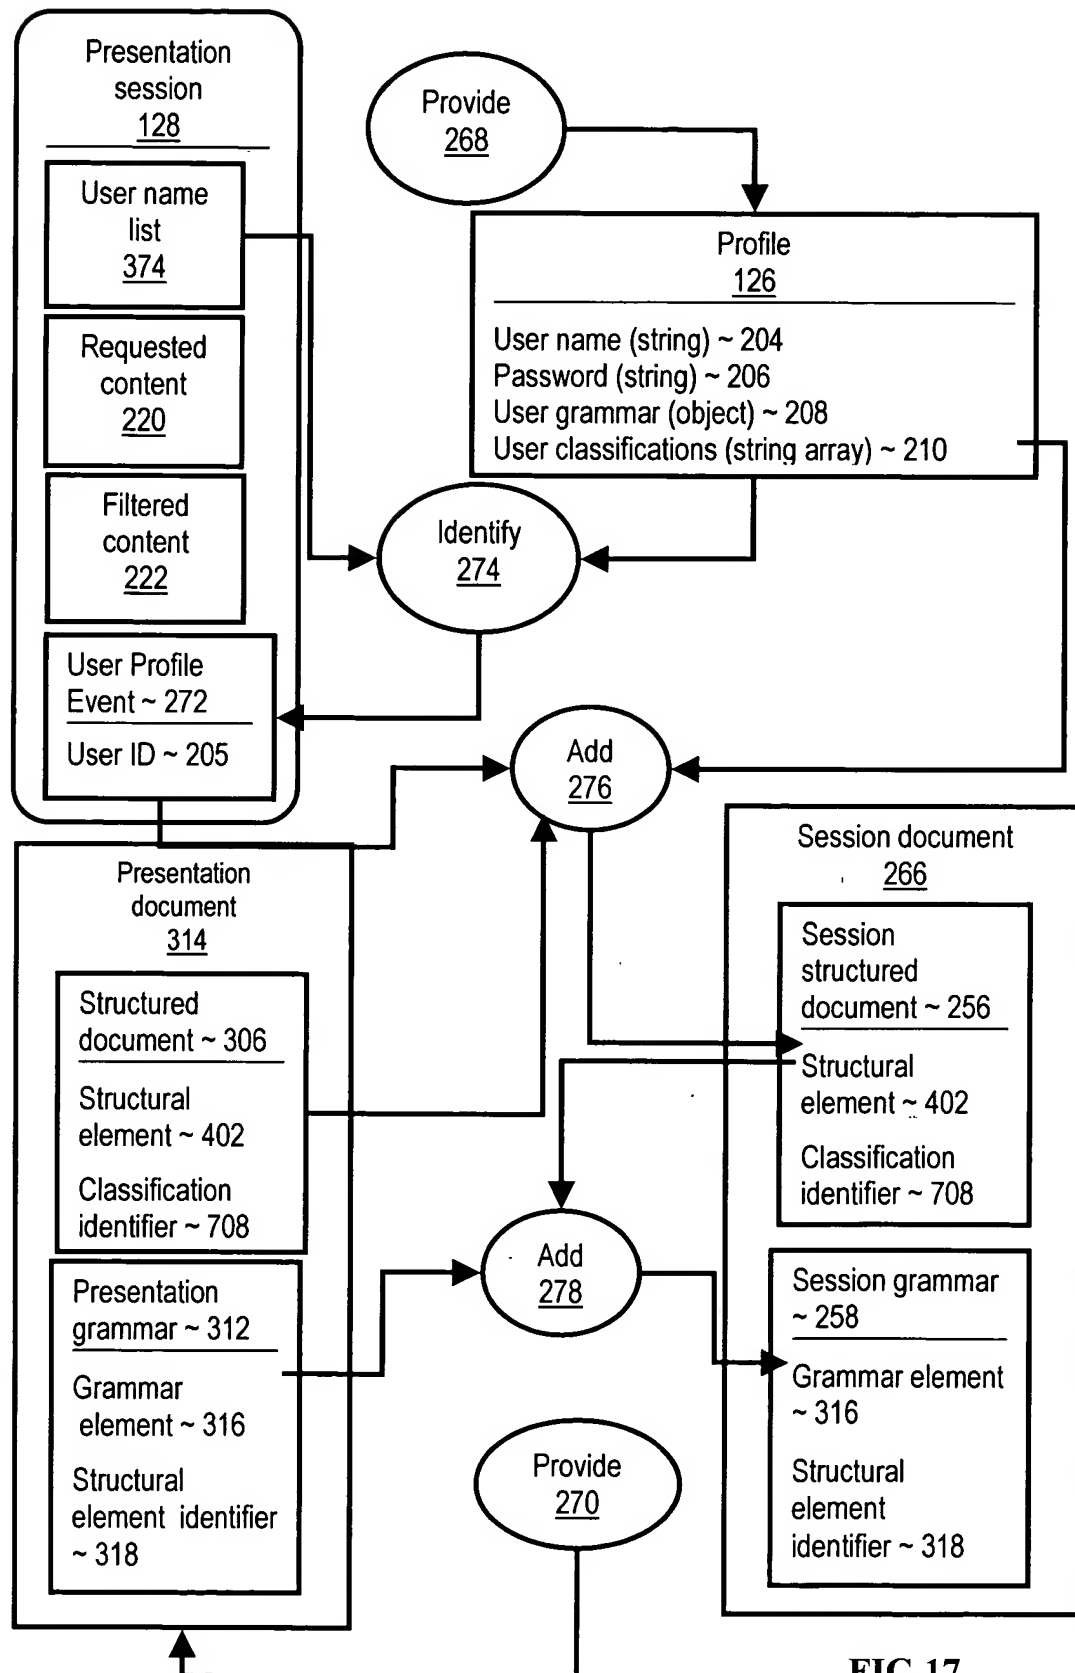 Presentation
session
128
User name
list
374
Requested
content
220
Filtered
content
222
User Profile
Event ~ 272
User ID ~ 205
Provide
268
Profile
126
User name (string) ~ 204
Password (string) ~ 206
User grammar (object) ~ 208
User classifications (string array) ~ 210
Identify
274
Add
276
Presentation
document
314
Structured
document ~ 306
Structural
element ~ 402
Classification
identifier ~ 708
Presentation
grammar ~ 312
Grammar
element ~ 316
Structural
element identifier
~ 318
Add
278
Provide
270
Session document
266
Session
structured
document ~ 256
Structural
element ~ 402
Classification
identifier ~ 708
Session grammar
~ 258
Grammar element
~ 316
Structural
element
identifier ~ 318
FIG 17